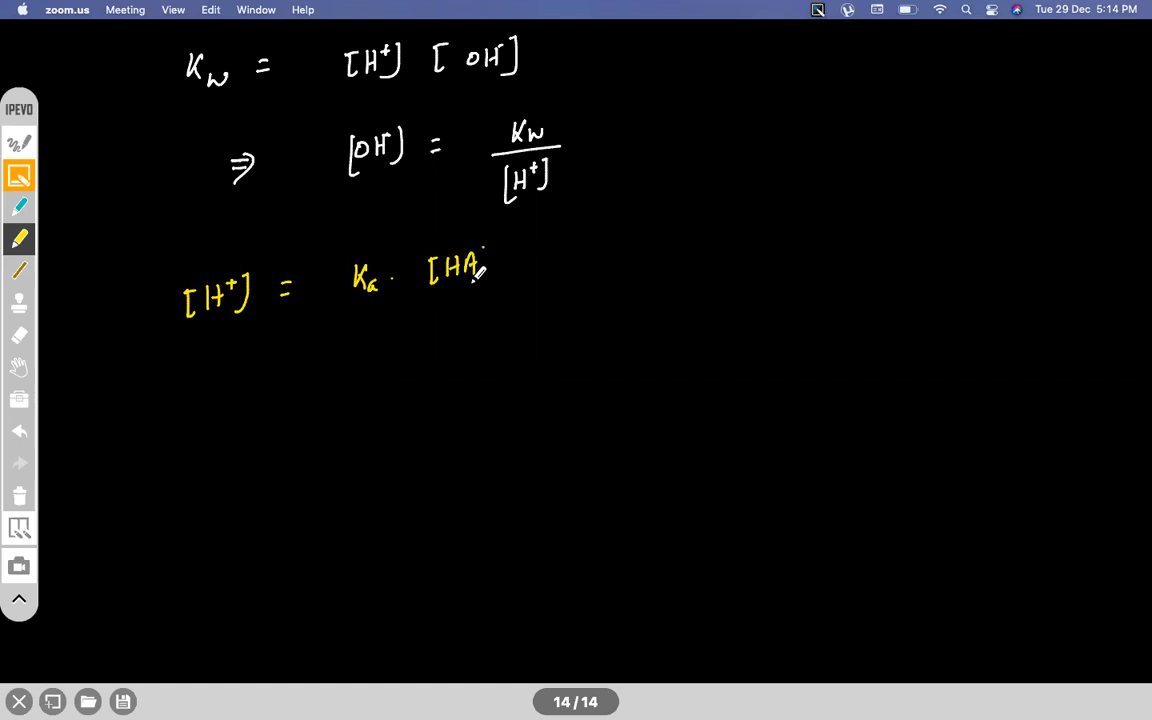 zoom.us Meeting View Edit Window Help Tue 29 Dec 5:14 PM
Kw = [H+] [OH-]
IPEVO
⇒ [OH-] = Kw / [H+]
[H+] = Ka . [HA
14/14